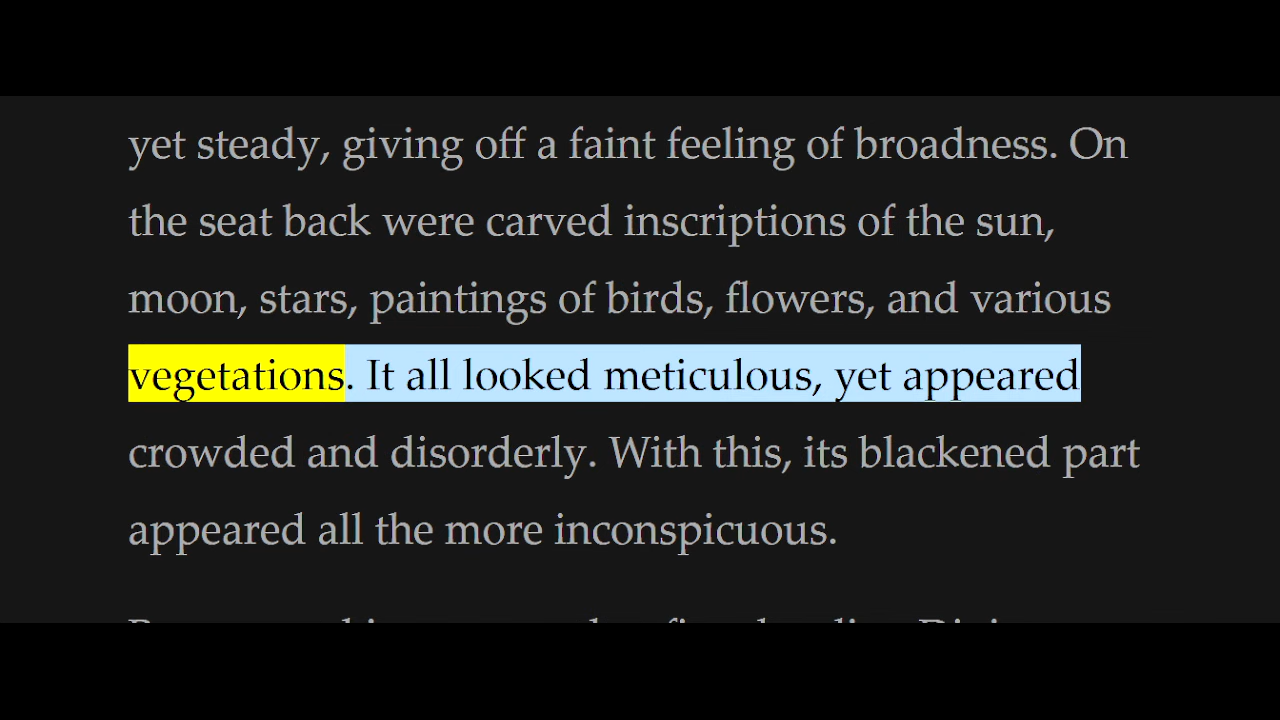 yet steady, giving off a faint feeling of broadness. On
the seat back were carved inscriptions of the sun,
moon, stars, paintings of birds, flowers, and various
vegetations. It all looked meticulous, yet appeared
crowded and disorderly. With this, its blackened part
appeared all the more inconspicuous.